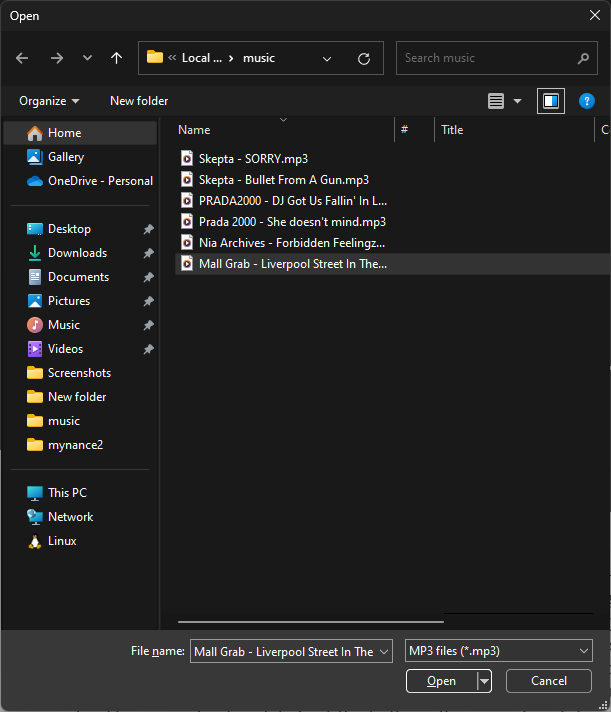 Open
« Local ... > music
Search music
Organize
New folder
Name
#
Title
C
Home
Gallery
OneDrive - Personal
Desktop
Downloads
Documents
Pictures
Music
Videos
Screenshots
New folder
music
mynance2
This PC
Network
Linux
Skepta - SORRY.mp3
Skepta - Bullet From A Gun.mp3
PRADA2000 - DJ Got Us Fallin' In L...
Prada 2000 - She doesn't mind.mp3
Nia Archives - Forbidden Feelingz...
Mall Grab - Liverpool Street In The...
File name:
Mall Grab - Liverpool Street In The
MP3 files (*.mp3)
Open
Cancel